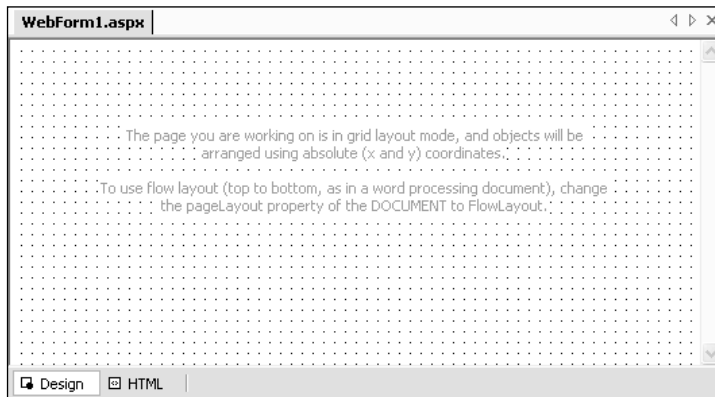 WebForm1.aspx
The page you are working on is in grid layout mode, and objects will be
arranged using absolute (x and y) coordinates.
To use flow layout (top to bottom, as in a word processing document), change
the pageLayout property of the DOCUMENT to FlowLayout.
Design HTML